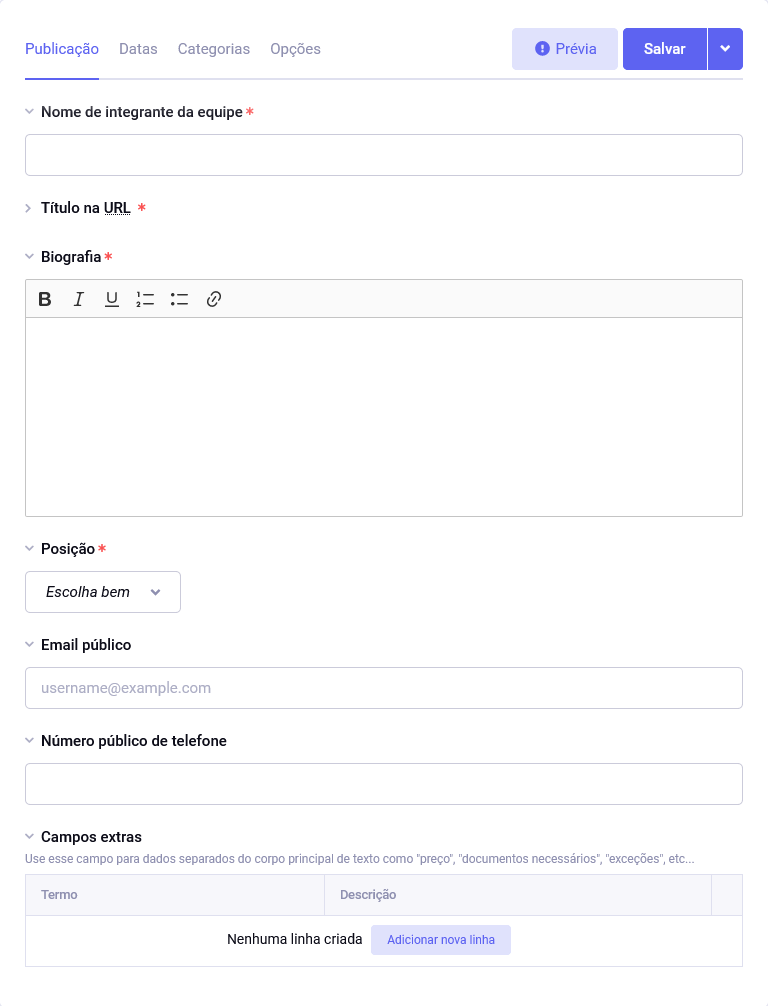 Publicação Datas Categorias Opções Prévia Salvar
Nome de integrante da equipe *
Título na URL *
Biografia *
B I U
Posição *
Escolha bem
Email público
username@example.com
Número público de telefone
Campos extras
Use esse campo para dados separados do corpo principal de texto como "preço", "documentos necessários", "exceções", etc...
Termo Descrição
Nenhuma linha criada Adicionar nova linha